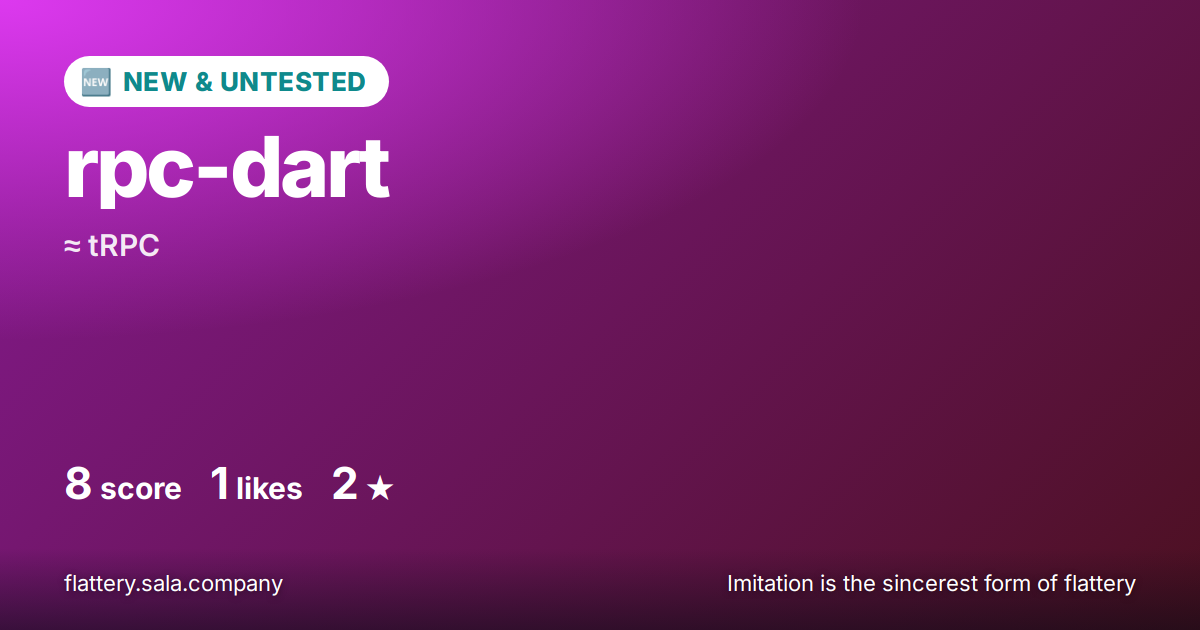 🆕 NEW & UNTESTED
rpc-dart
≈ tRPC
8 score 1 likes 2 ★
flattery.sala.company
Imitation is the sincerest form of flattery